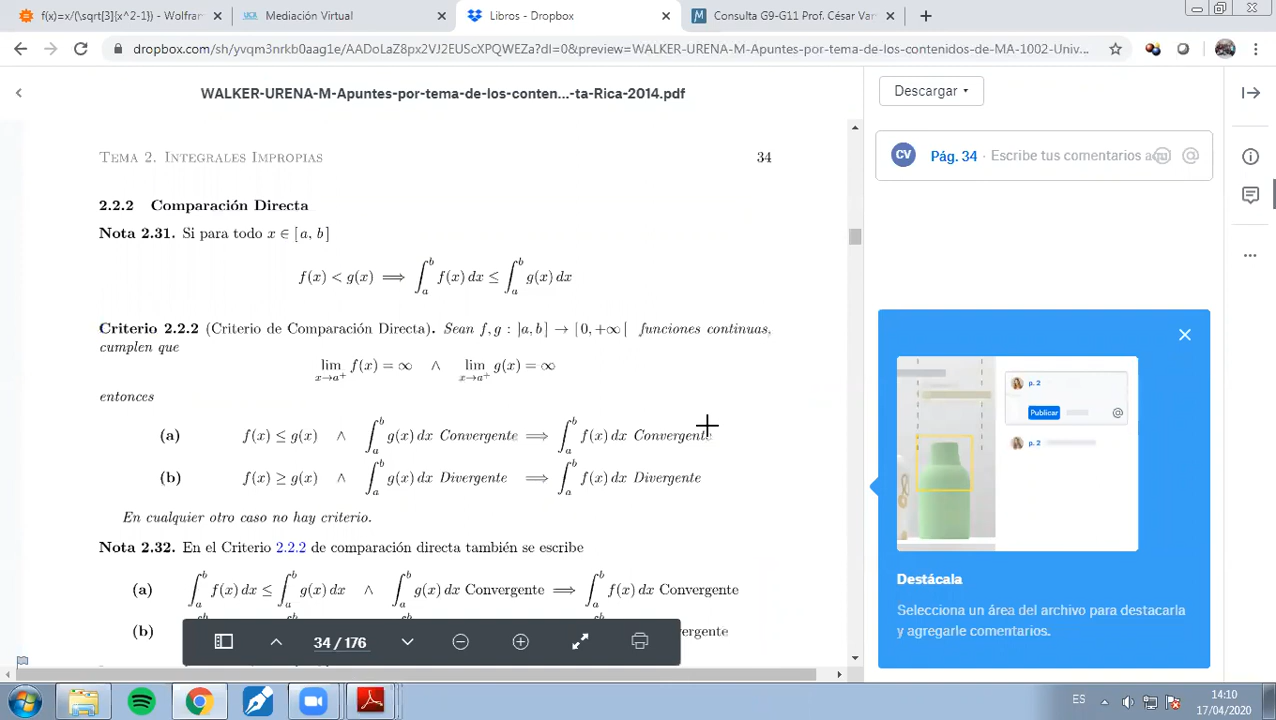 f(x)=x/(\sqrt[3]{x^2-1}) - Wolfram
UCR Mediación Virtual
Libros - Dropbox
Consulta G9-G11 Prof. César Var
dropbox.com/sh/yvqm3nrkb0aag1e/AADoLaZ8px2VJ2EUScXPQWEZa?dl=0&preview=WALKER-URENA-M-Apuntes-por-tema-de-los-contenidos-de-MA-1002-Univ...
WALKER-URENA-M-Apuntes-por-tema-de-los-conten...-ta-Rica-2014.pdf
Descargar
TEMA 2. INTEGRALES IMPROPIAS 34
CV Pág. 34 · Escribe tus comentarios @
2.2.2 Comparación Directa
Nota 2.31. Si para todo x ∈ [a, b]
f(x) < g(x) ⟹ ∫_a^b f(x) dx ≤ ∫_a^b g(x) dx
Criterio 2.2.2 (Criterio de Comparación Directa). Sean f, g : ]a, b] → [0, +∞[ funciones continuas,
cumplen que
lim_{x→a⁺} f(x) = ∞ ∧ lim_{x→a⁺} g(x) = ∞
entonces
(a) f(x) ≤ g(x) ∧ ∫_a^b g(x) dx Convergente ⟹ ∫_a^b f(x) dx Convergente
(b) f(x) ≥ g(x) ∧ ∫_a^b g(x) dx Divergente ⟹ ∫_a^b f(x) dx Divergente
En cualquier otro caso no hay criterio.
Nota 2.32. En el Criterio 2.2.2 de comparación directa también se escribe
(a) ∫_a^b f(x) dx ≤ ∫_a^b g(x) dx ∧ ∫_a^b g(x) dx Convergente ⟹ ∫_a^b f(x) dx Convergente
(b) vergente
34 / 176
p. 2
Publicar
@
p. 2
Destácala
Selecciona un área del archivo para destacarla
y agregarle comentarios.
ES
14:10
17/04/2020